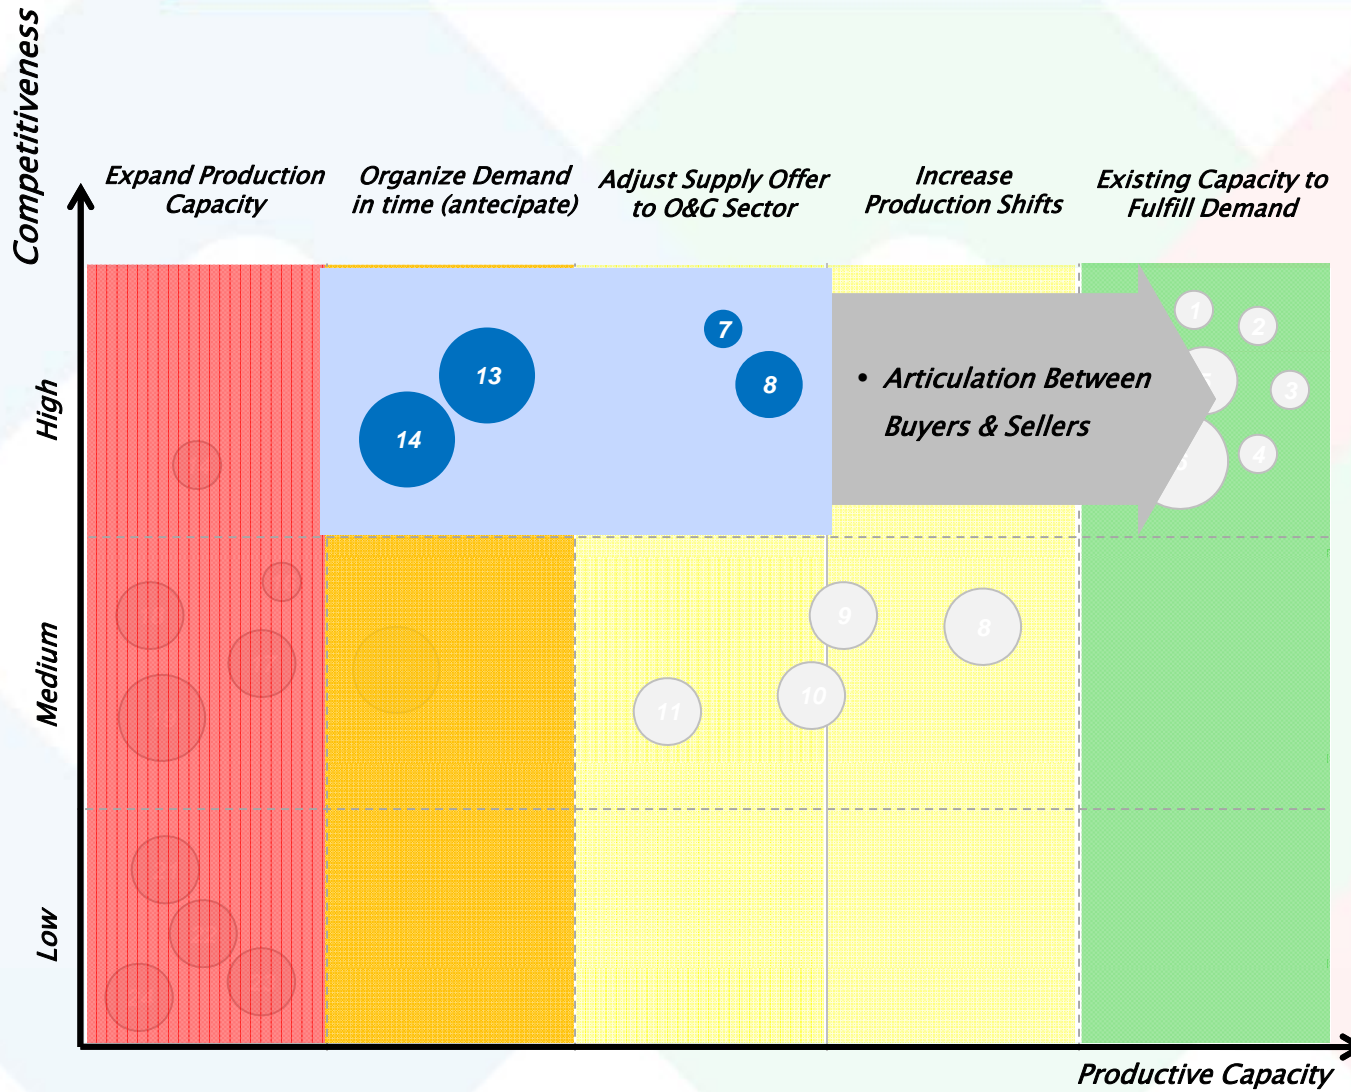 Competitiveness
Expand Production
Capacity
Organize Demand
in time (antecipate)
Adjust Supply Offer
to O&G Sector
Increase
Production Shifts
Existing Capacity to
Fulfill Demand
High
13
14
7
8
• Articulation Between
Buyers & Sellers
1
2
3
4
Medium
9
8
10
11
Low
Productive Capacity